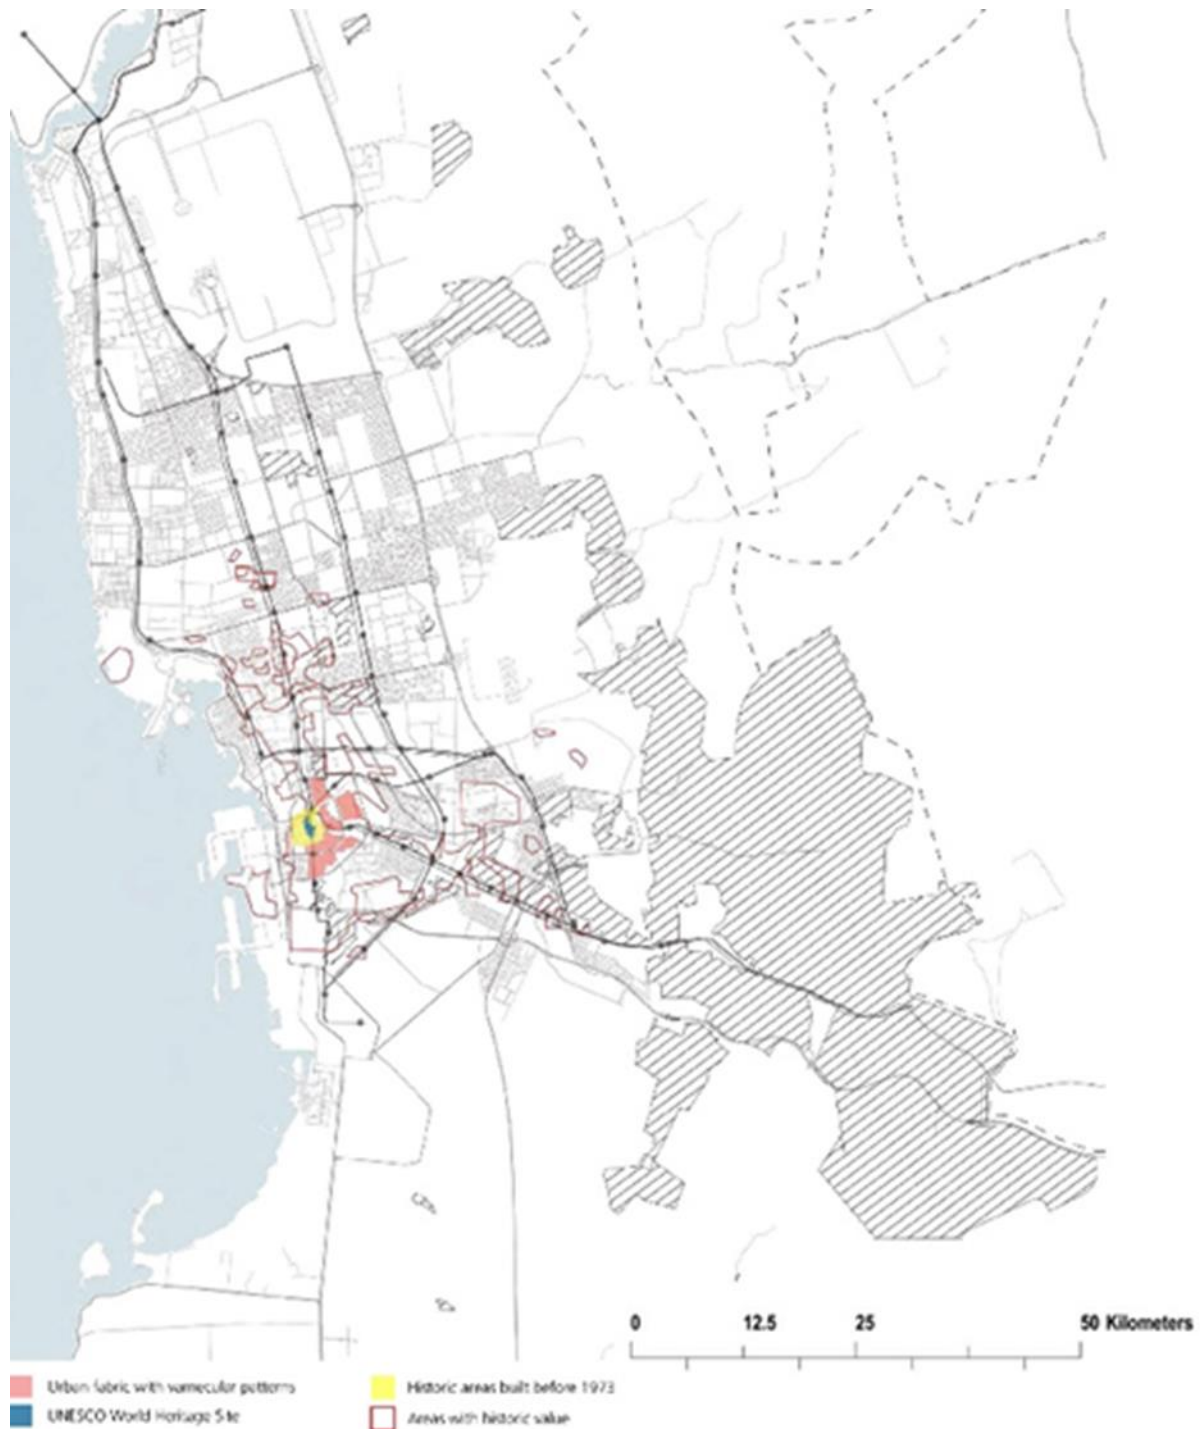 0 12.5 25 50 Kilometers
Urban fabric with varnecular patterns
Historic areas built before 1973
UNESCO World Heritage Site
Areas with historic value